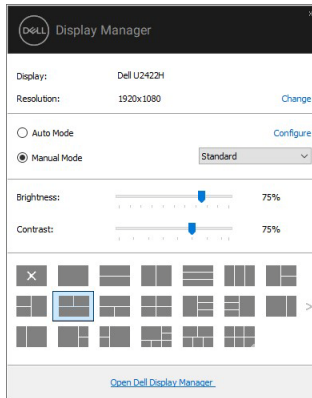 DELL Display Manager
Display: Dell U2422H
Resolution: 1920x1080 Change
Auto Mode Configure
Manual Mode Standard
Brightness: 75%
Contrast: 75%
Open Dell Display Manager